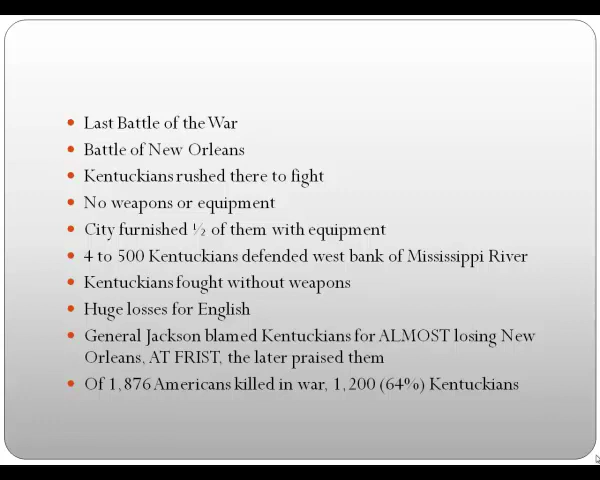 Last Battle of the War
Battle of New Orleans
Kentuckians rushed there to fight
No weapons or equipment
City furnished ½ of them with equipment
4 to 500 Kentuckians defended west bank of Mississippi River
Kentuckians fought without weapons
Huge losses for English
General Jackson blamed Kentuckians for ALMOST losing New
Orleans, AT FRIST, the later praised them
Of 1,876 Americans killed in war, 1,200 (64%) Kentuckians